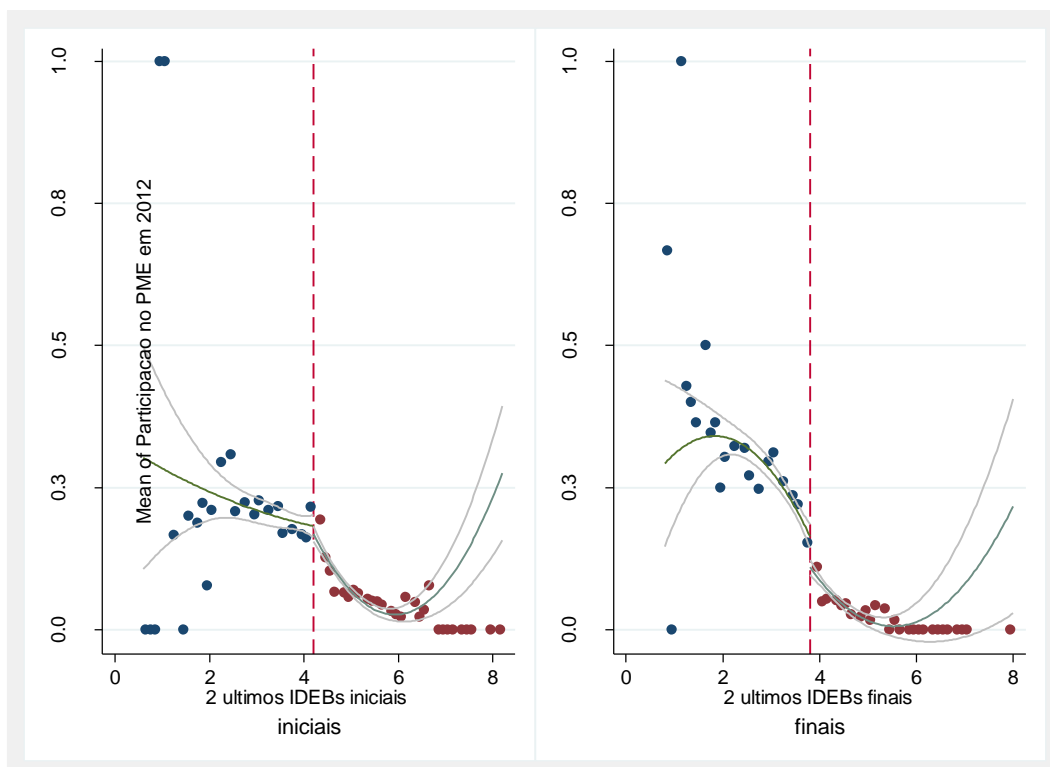 Mean of Participacao no PME em 2012
1.0
0.8
0.5
0.3
0.0
0 2 4 6 8
2 ultimos IDEBs iniciais
iniciais
1.0
0.8
0.5
0.3
0.0
0 2 4 6 8
2 ultimos IDEBs finais
finais